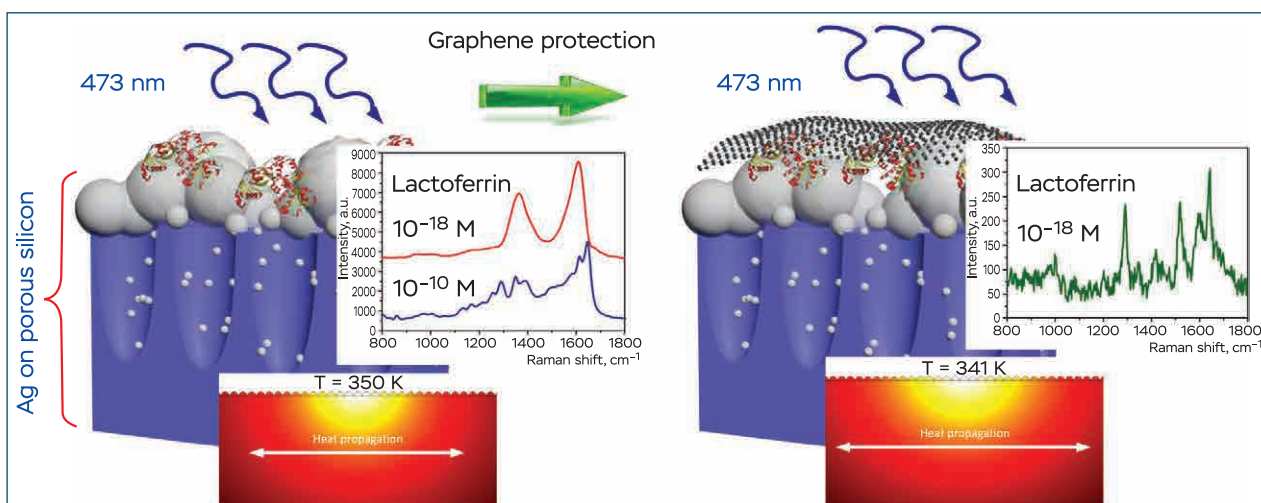 Graphene protection
473 nm
473 nm
Ag on porous silicon
Lactoferrin
10⁻¹⁸ M
10⁻¹⁰ M
Intensity, a.u.
9000
8000
7000
6000
5000
4000
3000
2000
1000
0
800 1000 1200 1400 1600 1800
Raman shift, cm⁻¹
T = 350 K
Heat propagation
Lactoferrin
10⁻¹⁸ M
Intensity, a.u.
350
300
250
200
150
100
50
0
800 1000 1200 1400 1600 1800
Raman shift, cm⁻¹
T = 341 K
Heat propagation